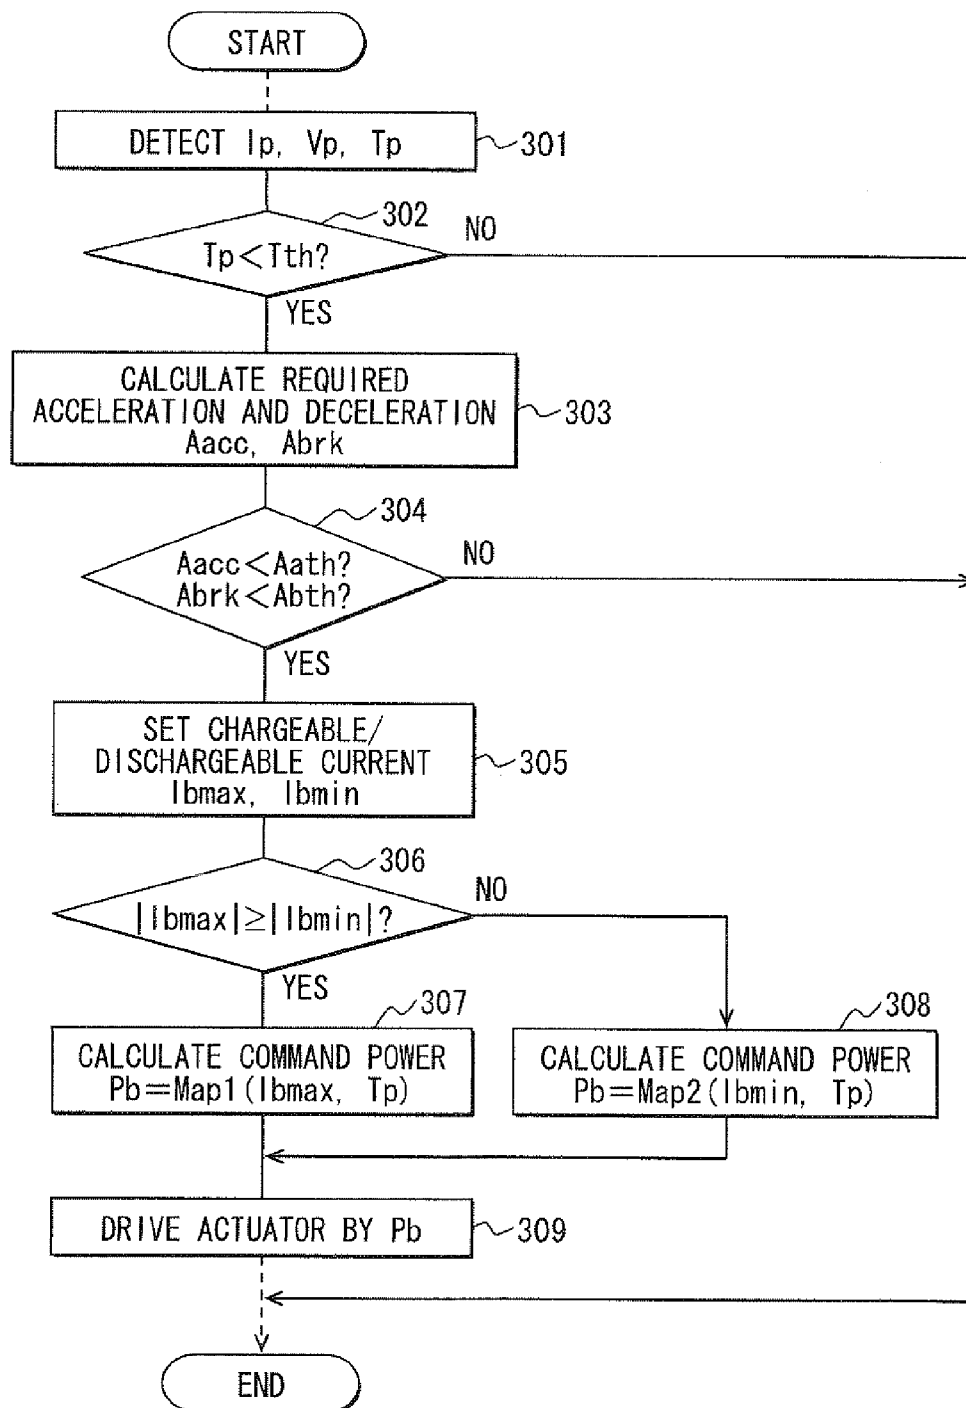 START
DETECT Ip, Vp, Tp
301
302
Tp<Tth?
NO
YES
CALCULATE REQUIRED
ACCELERATION AND DECELERATION
Aacc, Abrk
303
304
Aacc<Aath?
Abrk<Abth?
NO
YES
SET CHARGEABLE/
DISCHARGEABLE CURRENT
Ibmax, Ibmin
305
306
|Ibmax|≥|Ibmin|?
NO
YES
307
CALCULATE COMMAND POWER
Pb=Map1(Ibmax, Tp)
308
CALCULATE COMMAND POWER
Pb=Map2(Ibmin, Tp)
DRIVE ACTUATOR BY Pb
309
END